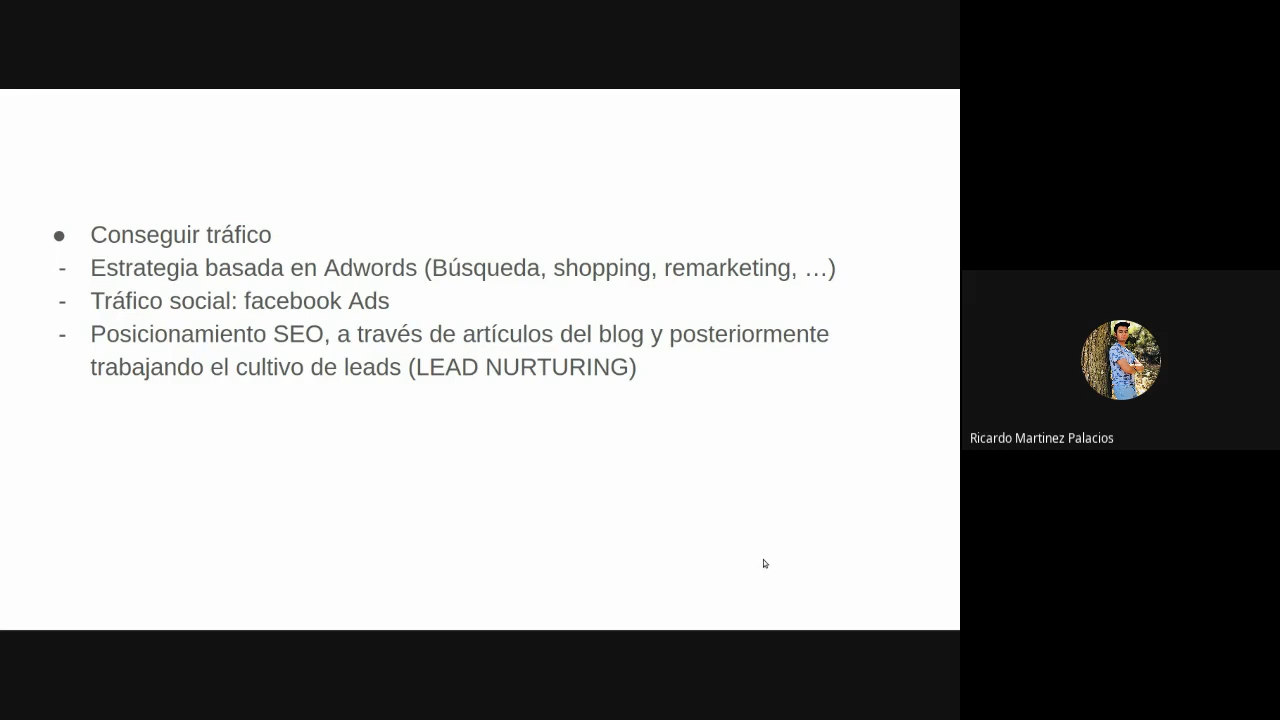 ● Conseguir tráfico
- Estrategia basada en Adwords (Búsqueda, shopping, remarketing, …)
- Tráfico social: facebook Ads
- Posicionamiento SEO, a través de artículos del blog y posteriormente
trabajando el cultivo de leads (LEAD NURTURING)
Ricardo Martinez Palacios